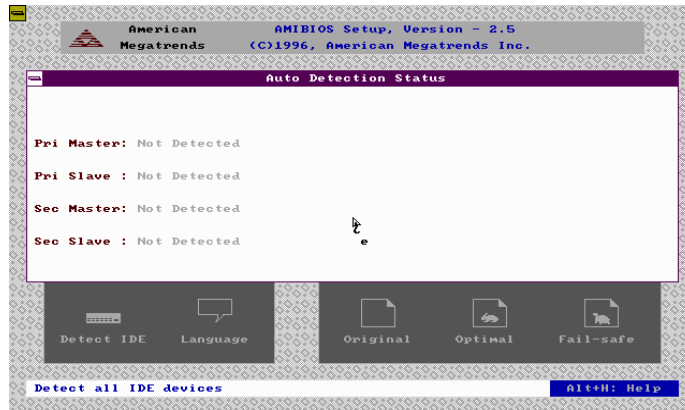 American
Megatrends
AMIBIOS Setup, Version - 2.5
(C)1996, American Megatrends Inc.
Auto Detection Status
Pri Master: Not Detected
Pri Slave : Not Detected
Sec Master: Not Detected
Sec Slave : Not Detected
e
Detect IDE Language Original Optimal Fail-safe
Detect all IDE devices Alt+H: Help